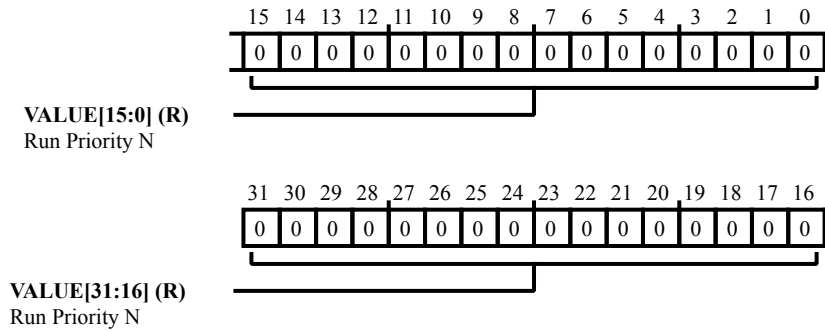 15 14 13 12 11 10 9 8 7 6 5 4 3 2 1 0
0 0 0 0 0 0 0 0 0 0 0 0 0 0 0 0
VALUE[15:0] (R)
Run Priority N
31 30 29 28 27 26 25 24 23 22 21 20 19 18 17 16
0 0 0 0 0 0 0 0 0 0 0 0 0 0 0 0
VALUE[31:16] (R)
Run Priority N